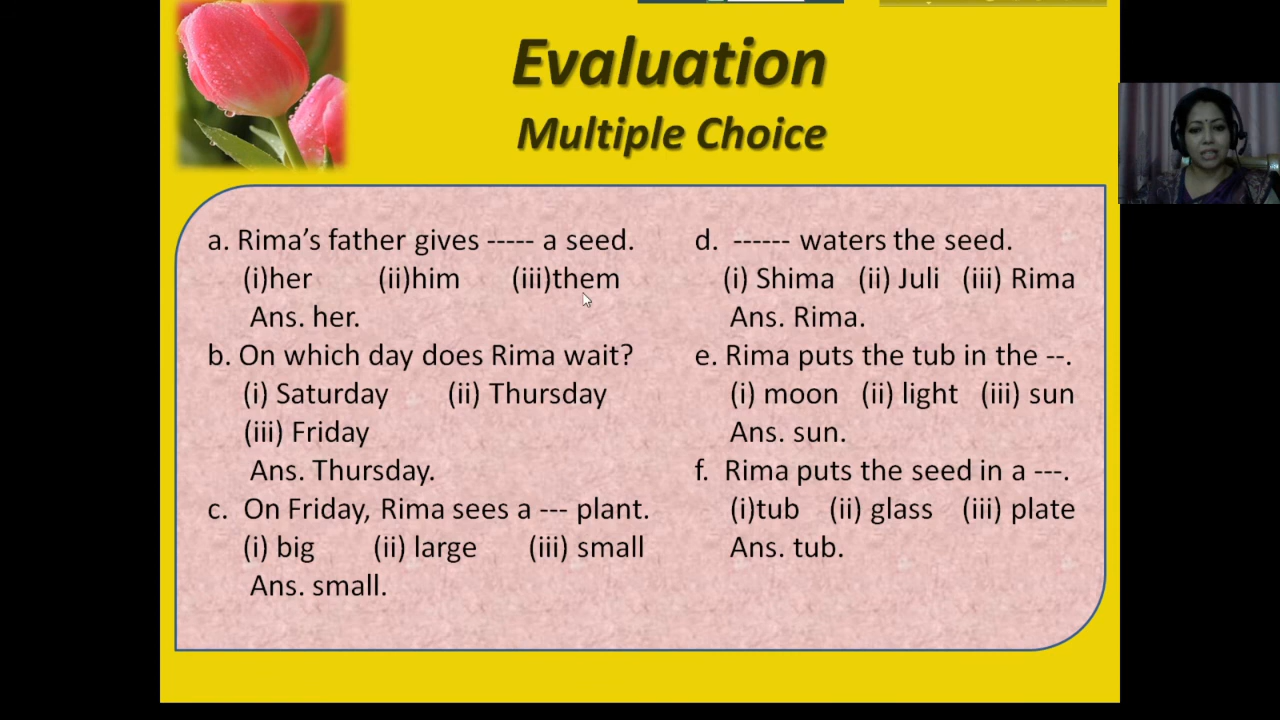 Evaluation
Multiple Choice
a. Rima’s father gives ----- a seed.
(i)her (ii)him (iii)them
Ans. her.
b. On which day does Rima wait?
(i) Saturday (ii) Thursday
(iii) Friday
Ans. Thursday.
c. On Friday, Rima sees a --- plant.
(i) big (ii) large (iii) small
Ans. small.
d. ------ waters the seed.
(i) Shima (ii) Juli (iii) Rima
Ans. Rima.
e. Rima puts the tub in the --.
(i) moon (ii) light (iii) sun
Ans. sun.
f. Rima puts the seed in a ---.
(i)tub (ii) glass (iii) plate
Ans. tub.